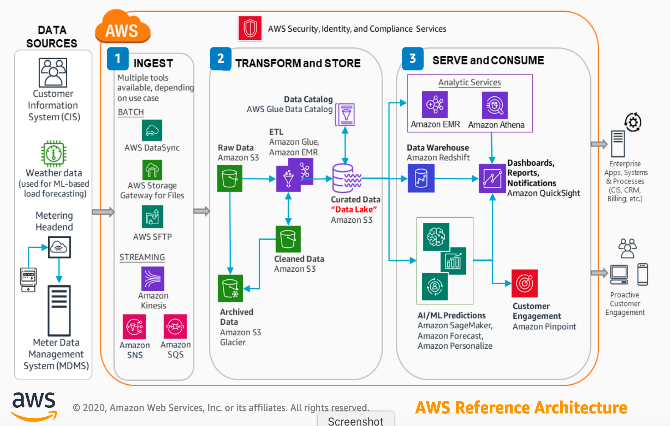 DATA
SOURCES
Customer
Information
System (CIS)
Weather data
(used for ML-based
load forecasting)
Metering
Headend
Meter Data
Management
System (MDMS)
AWS
AWS Security, Identity, and Compliance Services
1
INGEST
Multiple tools
available, depending
on use case
BATCH
AWS DataSync
AWS Storage
Gateway for Files
AWS SFTP
STREAMING
Amazon
Kinesis
Amazon
SNS
Amazon
SQS
2
TRANSFORM and STORE
Data Catalog
AWS Glue Data Catalog
ETL
Amazon Glue,
Amazon EMR
Raw Data
Amazon S3
Curated Data
"Data Lake"
Amazon S3
Cleaned Data
Amazon S3
Archived
Data
Amazon S3
Glacier
3
SERVE and CONSUME
Analytic Services
Amazon EMR
Amazon Athena
Data Warehouse
Amazon Redshift
Dashboards,
Reports,
Notifications
Amazon QuickSight
AI/ML Predictions
Amazon SageMaker,
Amazon Forecast,
Amazon Personalize
Customer
Engagement
Amazon Pinpoint
Enterprise
Apps, Systems
& Processes
(CIS, CRM,
Billing, etc.)
Proactive
Customer
Engagement
aws
© 2020, Amazon Web Services, Inc. or its affiliates. All rights reserved.
AWS Reference Architecture
Screenshot